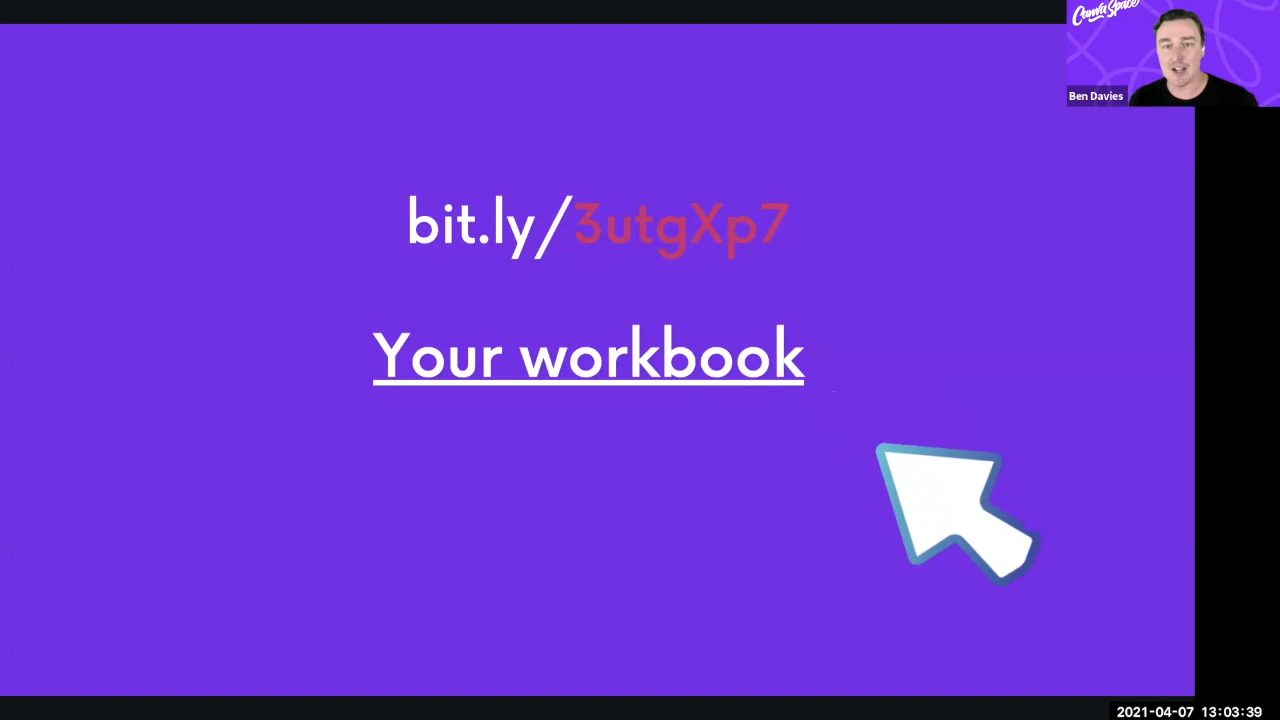 Canva Space
Ben Davies
bit.ly/3utgXp7
Your workbook
2021-04-07 13:03:39